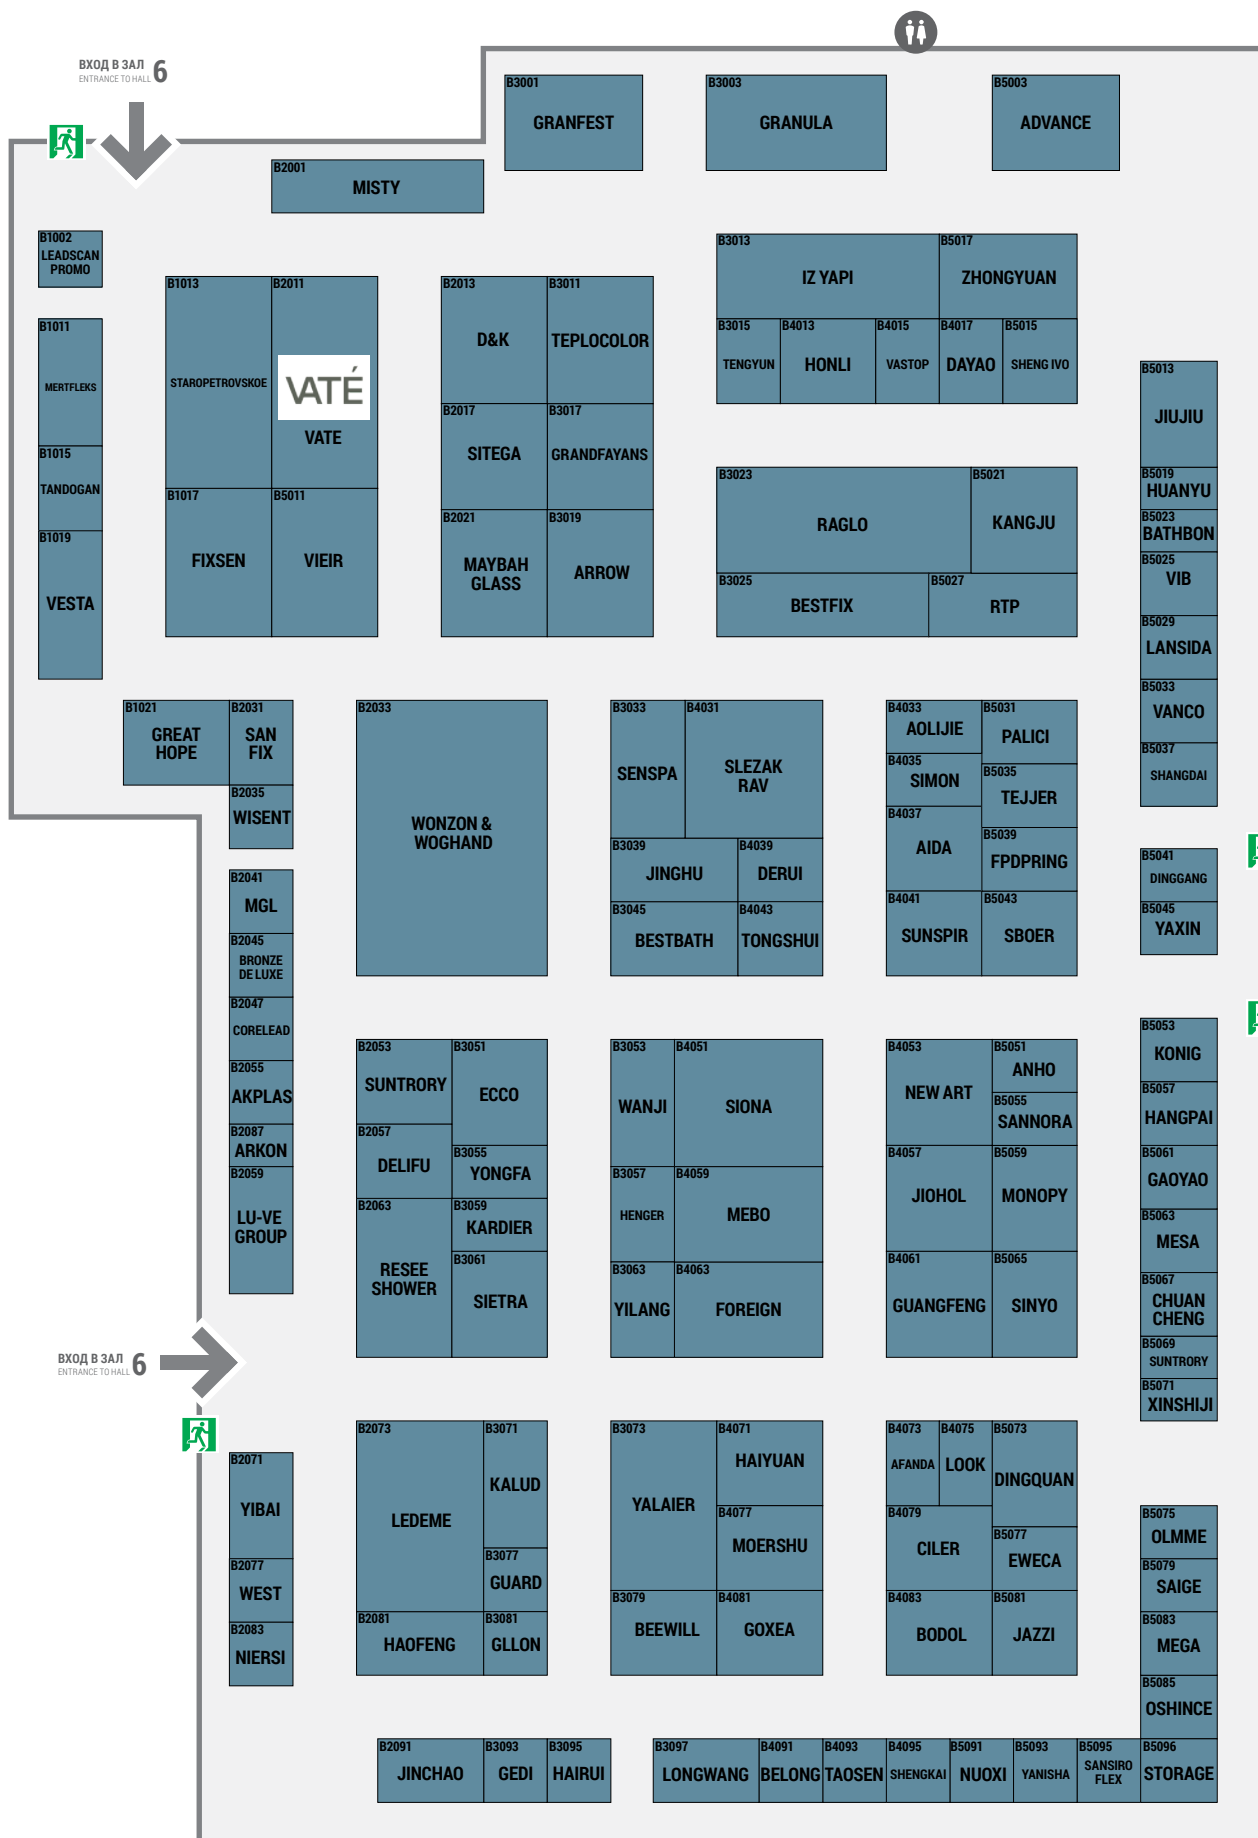 ВХОД В ЗАЛ 6
ENTRANCE TO HALL
B3001
GRANFEST
B3003
GRANULA
B5003
ADVANCE
B2001
MISTY
B1002
LEADSCAN
PROMO
B1011
MERTFLEKS
B1015
TANDOGAN
B1019
VESTA
B1013
STAROPETROVSKOE
B2011
VATÉ
VATE
B1017
FIXSEN
B5011
VIEIR
B2013
D&K
B3011
TEPLOCOLOR
B2017
SITEGA
B3017
GRANDFAYANS
B2021
MAYBAH
GLASS
B3019
ARROW
B3013
IZ YAPI
B5017
ZHONGYUAN
B3015
TENGYUN
B4013
HONLI
B4015
VASTOP
B4017
DAYAO
B5015
SHENG IVO
B3023
RAGLO
B5021
KANGJU
B3025
BESTFIX
B5027
RTP
B5013
JIUJIU
B5019
HUANYU
B5023
BATHBON
B5025
VIB
B5029
LANSIDA
B5033
VANCO
B5037
SHANGDAI
B1021
GREAT
HOPE
B2031
SAN
FIX
B2035
WISENT
B2033
WONZON &
WOGHAND
B3033
SENSPA
B4031
SLEZAK
RAV
B3039
JINGHU
B4039
DERUI
B3045
BESTBATH
B4043
TONGSHUI
B4033
AOLIJIE
B5031
PALICI
B4035
SIMON
B5035
TEJJER
B4037
AIDA
B5039
FPDPRING
B4041
SUNSPIR
B5043
SBOER
B5041
DINGGANG
B5045
YAXIN
B2041
MGL
B2045
BRONZE
DE LUXE
B2047
CORELEAD
B2055
AKPLAS
B2087
ARKON
B2059
LU-VE
GROUP
B2053
SUNTRORY
B3051
ECCO
B2057
DELIFU
B3055
YONGFA
B2063
RESEE
SHOWER
B3059
KARDIER
B3061
SIETRA
B3053
WANJI
B4051
SIONA
B3057
HENGER
B4059
MEBO
B3063
YILANG
B4063
FOREIGN
B4053
NEW ART
B5051
ANHO
B5055
SANNORA
B4057
JIOHOL
B5059
MONOPY
B4061
GUANGFENG
B5065
SINYO
B5053
KONIG
B5057
HANGPAI
B5061
GAOYAO
B5063
MESA
B5067
CHUAN
CHENG
B5069
SUNTRORY
B5071
XINSHIJI
ВХОД В ЗАЛ 6
ENTRANCE TO HALL
B2071
YIBAI
B2077
WEST
B2083
NIERSI
B2073
LEDEME
B3071
KALUD
B3077
GUARD
B2081
HAOFENG
B3081
GLLON
B3073
YALAIER
B4071
HAIYUAN
B4077
MOERSHU
B3079
BEEWILL
B4081
GOXEA
B4073
AFANDA
B4075
LOOK
B5073
DINGQUAN
B4079
CILER
B5077
EWECA
B4083
BODOL
B5081
JAZZI
B5075
OLMME
B5079
SAIGE
B5083
MEGA
B5085
OSHINCE
B2091
JINCHAO
B3093
GEDI
B3095
HAIRUI
B3097
LONGWANG
B4091
BELONG
B4093
TAOSEN
B4095
SHENGKAI
B5091
NUOXI
B5093
YANISHA
B5095
SANSIRO
FLEX
B5096
STORAGE